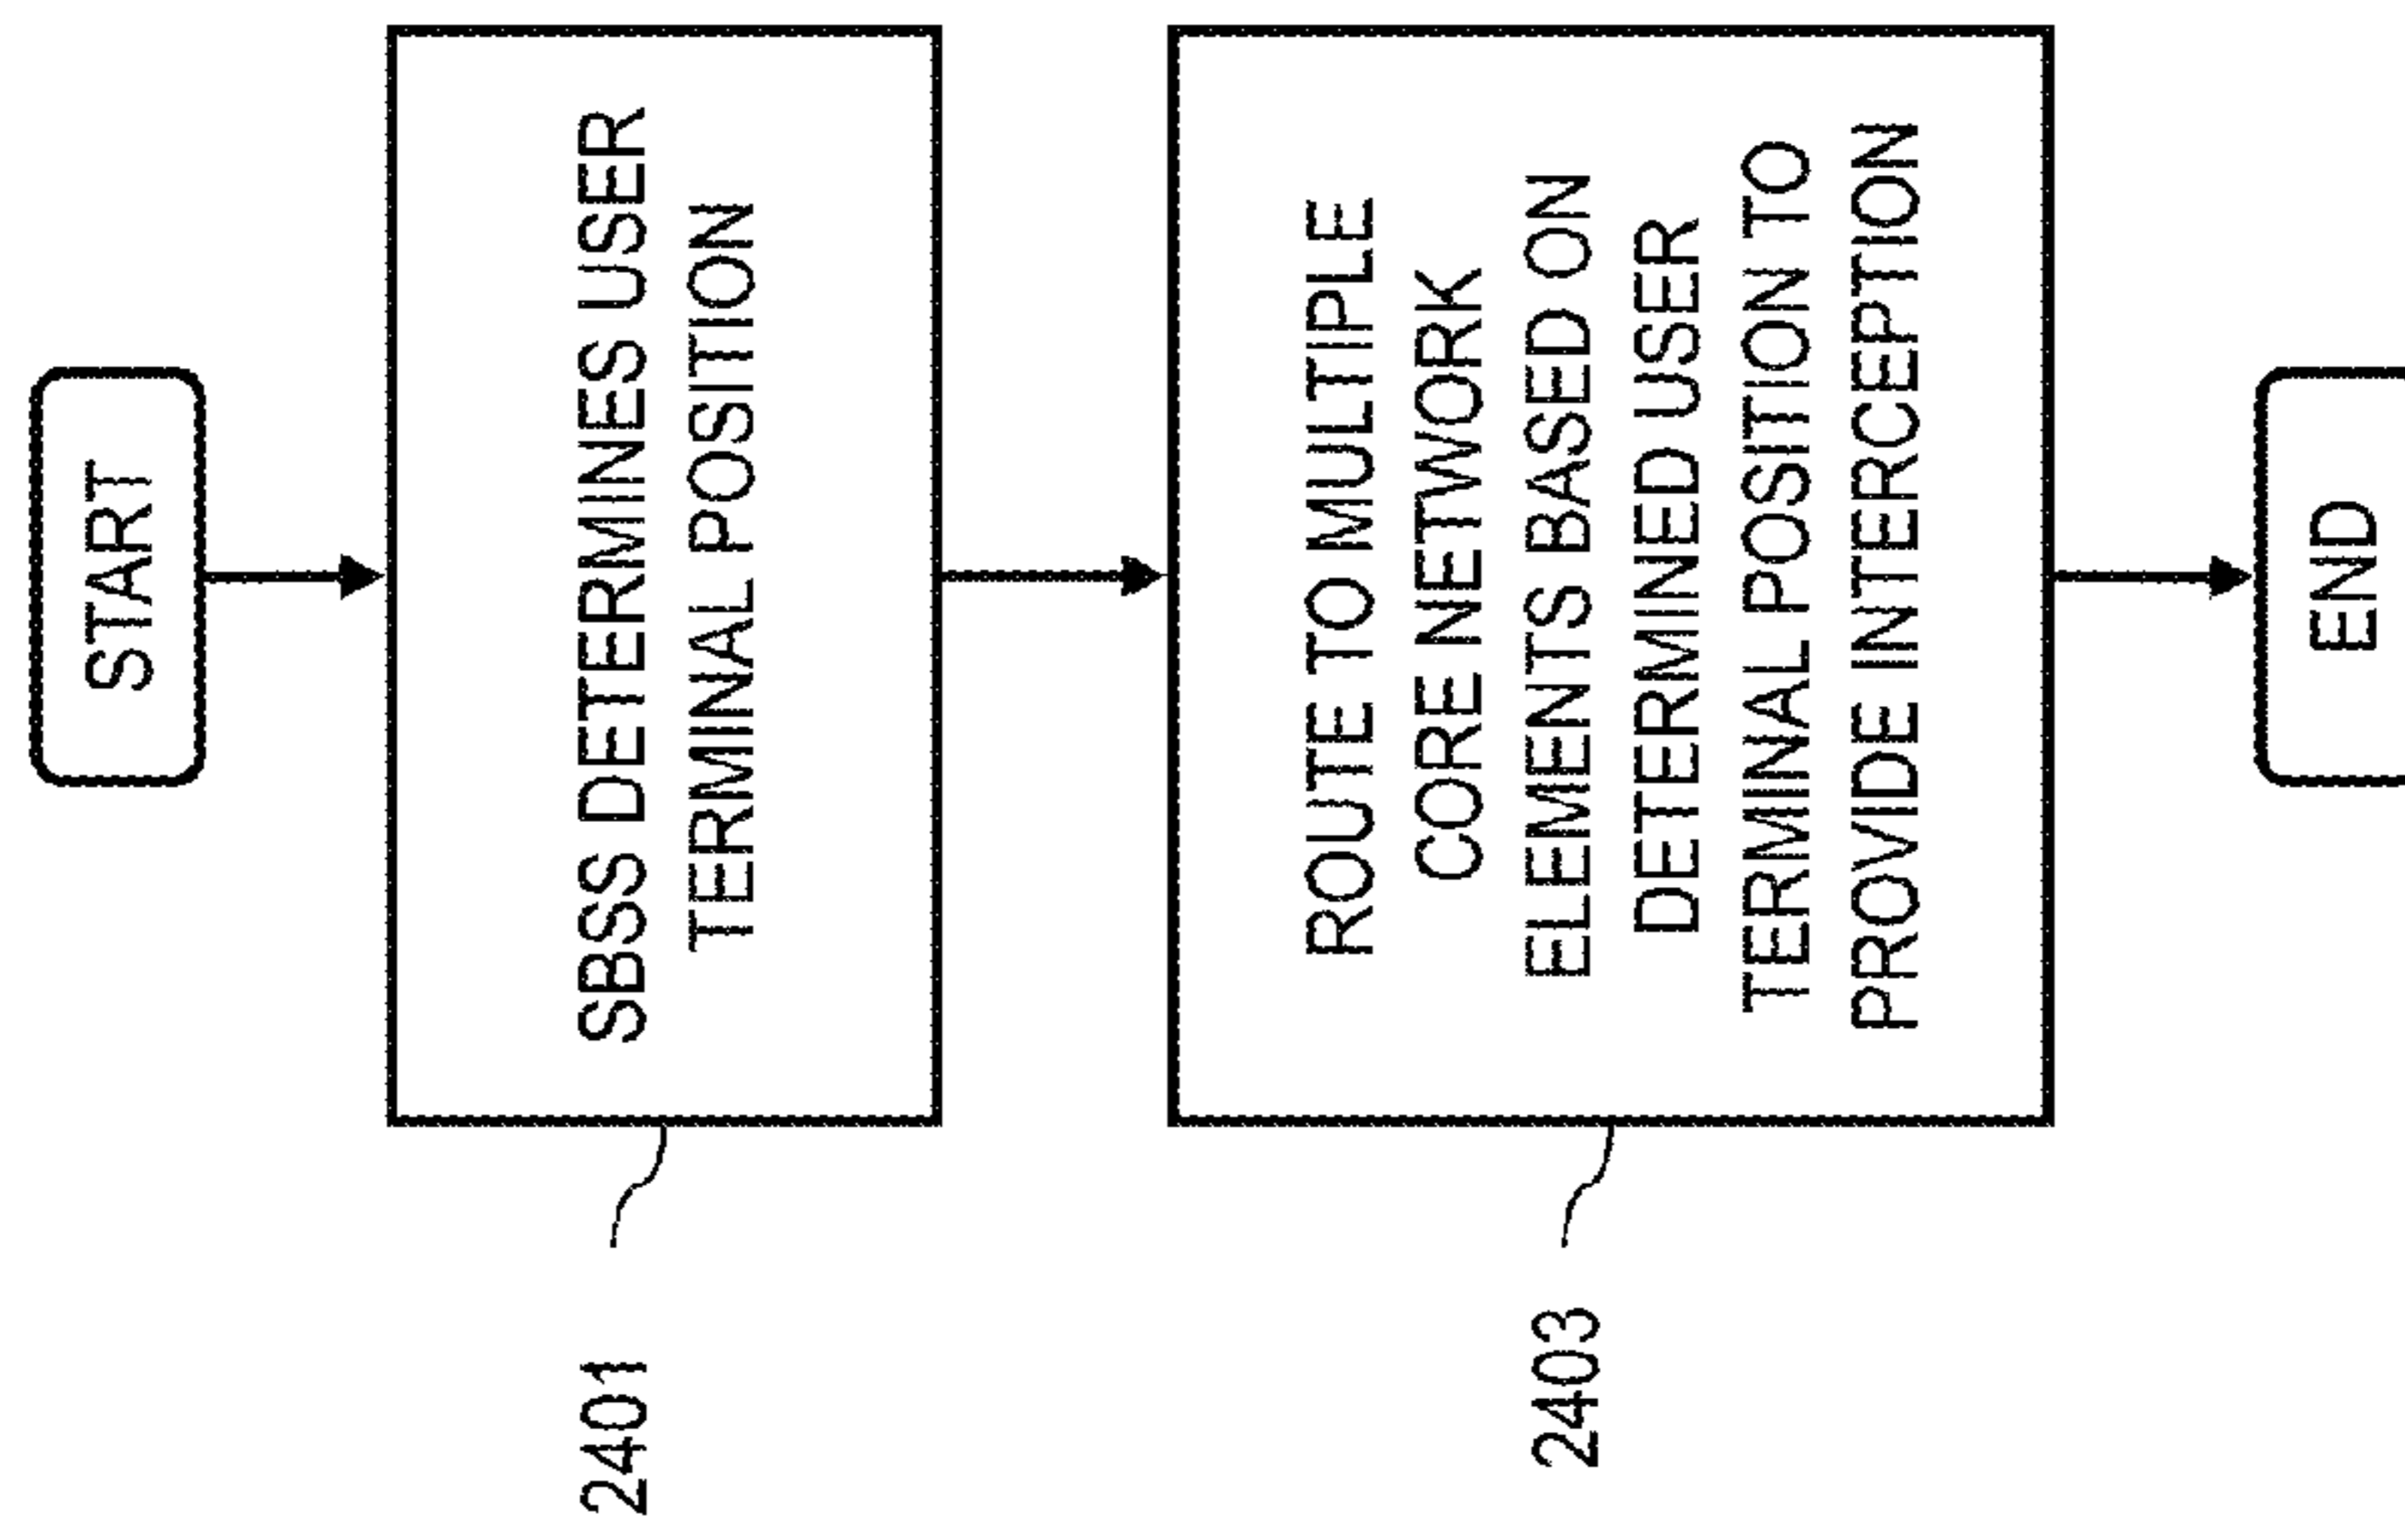 START
SBSS DETERMINES USER
TERMINAL POSITION
2401
ROUTE TO MULTIPLE
CORE NETWORK
ELEMENTS BASED ON
DETERMINED USER
TERMINAL POSITION TO
PROVIDE INTERCEPTION
2403
END